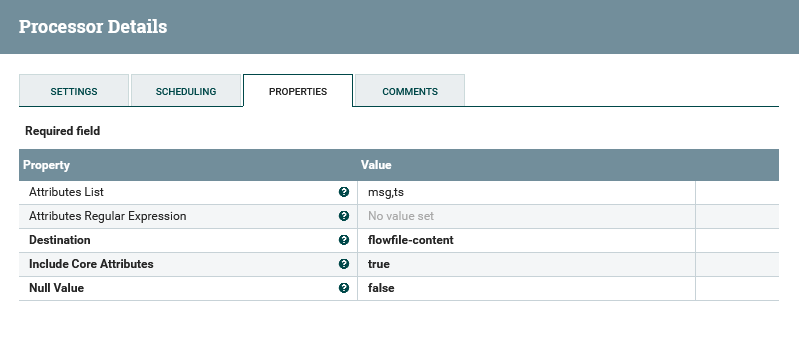 Processor Details
SETTINGS SCHEDULING PROPERTIES COMMENTS
Required field
Property Value
Attributes List ? msg,ts
Attributes Regular Expression ? No value set
Destination ? flowfile-content
Include Core Attributes ? true
Null Value ? false